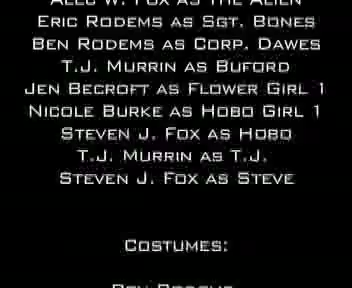 Alec W. Fox as The Alien
Eric Rodems as Sgt. Bones
Ben Rodems as Corp. Dawes
T.J. Murrin as Buford
Jen Becroft as Flower Girl 1
Nicole Burke as Hobo Girl 1
Steven J. Fox as Hobo
T.J. Murrin as T.J.
Steven J. Fox as Steve
Costumes: